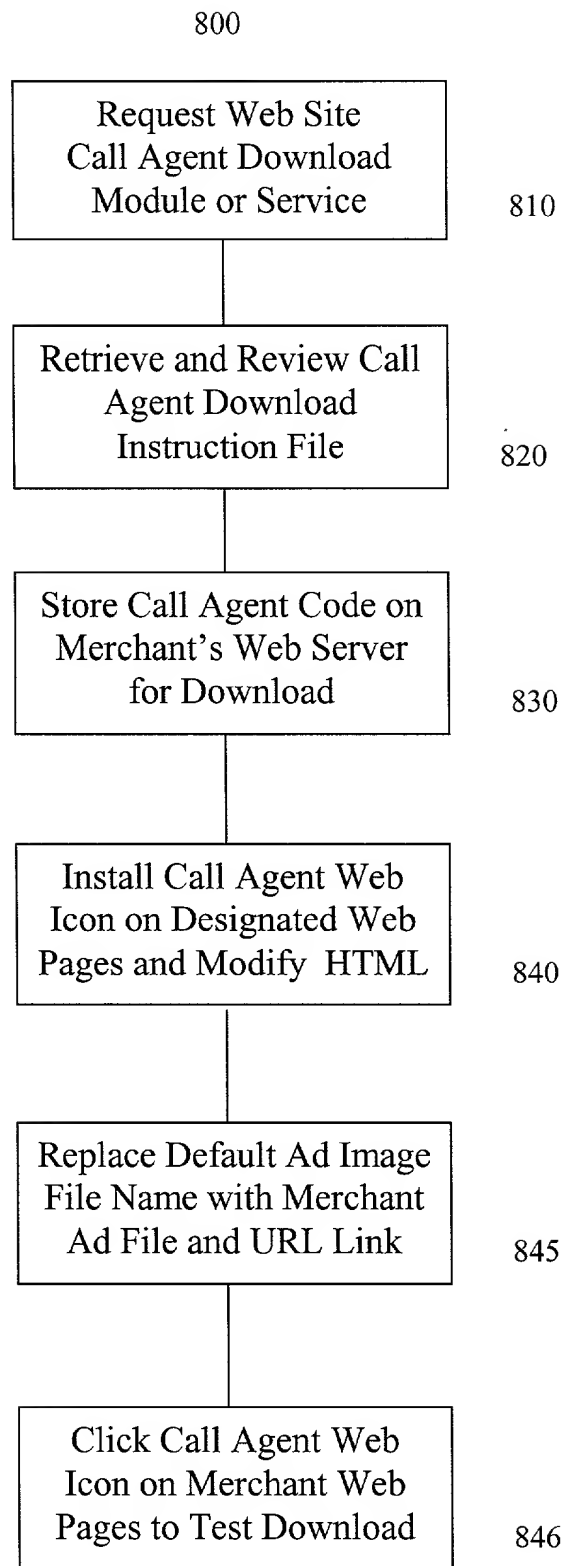 800
Request Web Site
Call Agent Download
Module or Service
810
Retrieve and Review Call
Agent Download
Instruction File
820
Store Call Agent Code on
Merchant's Web Server
for Download
830
Install Call Agent Web
Icon on Designated Web
Pages and Modify HTML
840
Replace Default Ad Image
File Name with Merchant
Ad File and URL Link
845
Click Call Agent Web
Icon on Merchant Web
Pages to Test Download
846